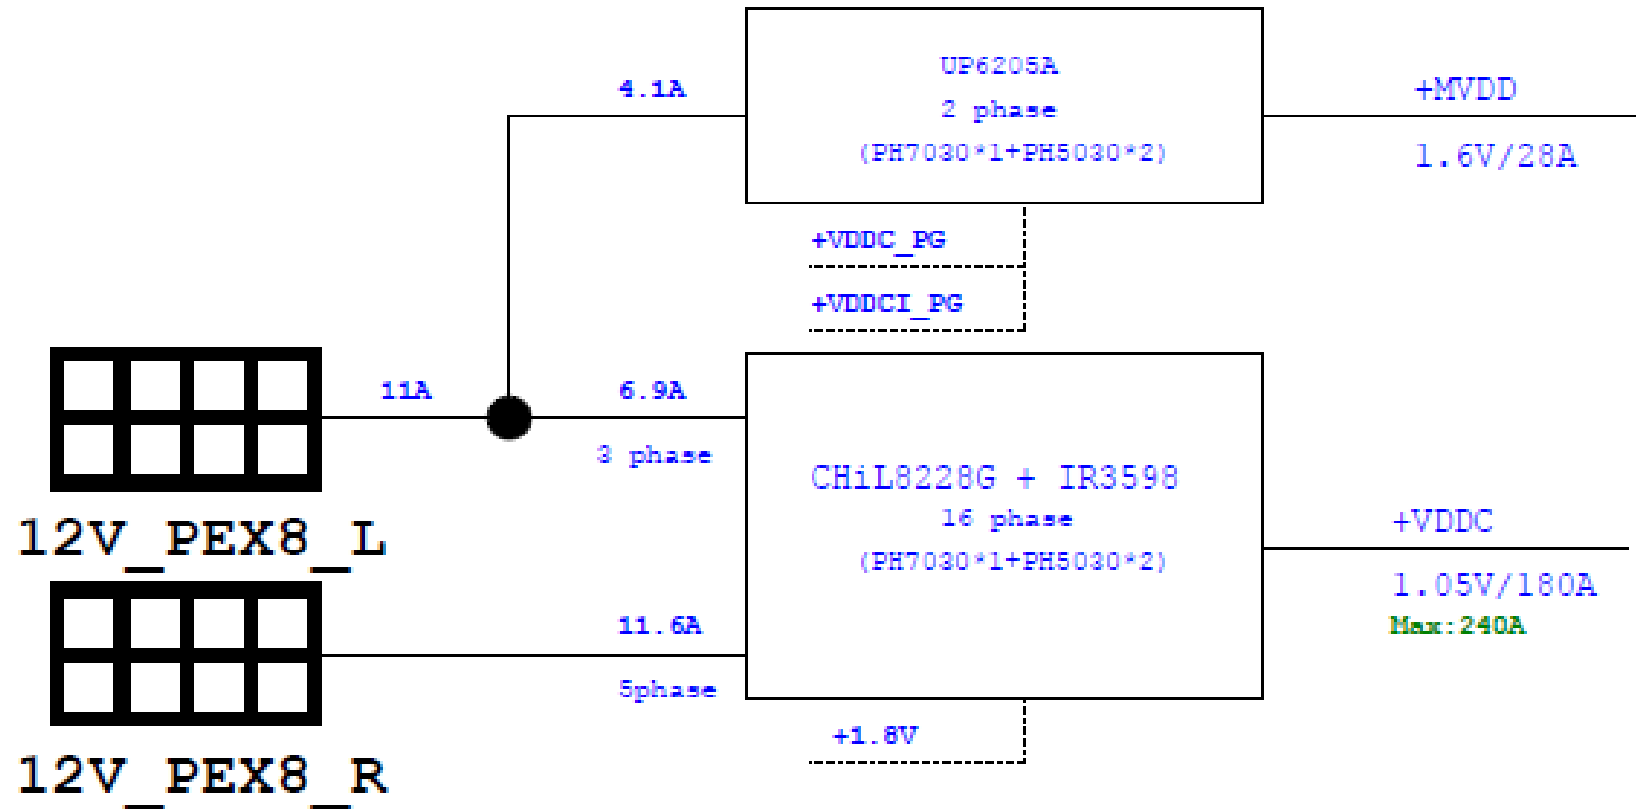 UP6205A
2 phase
(PH7030*1+PH5030*2)
4.1A
+MVDD
1.6V/28A
+VDDC_PG
+VDDCI_PG
11A
6.9A
3 phase
12V_PEX8_L
CHiL8228G + IR3598
16 phase
(PH7030*1+PH5030*2)
+VDDC
1.05V/180A
Max:240A
11.6A
5phase
+1.8V
12V_PEX8_R